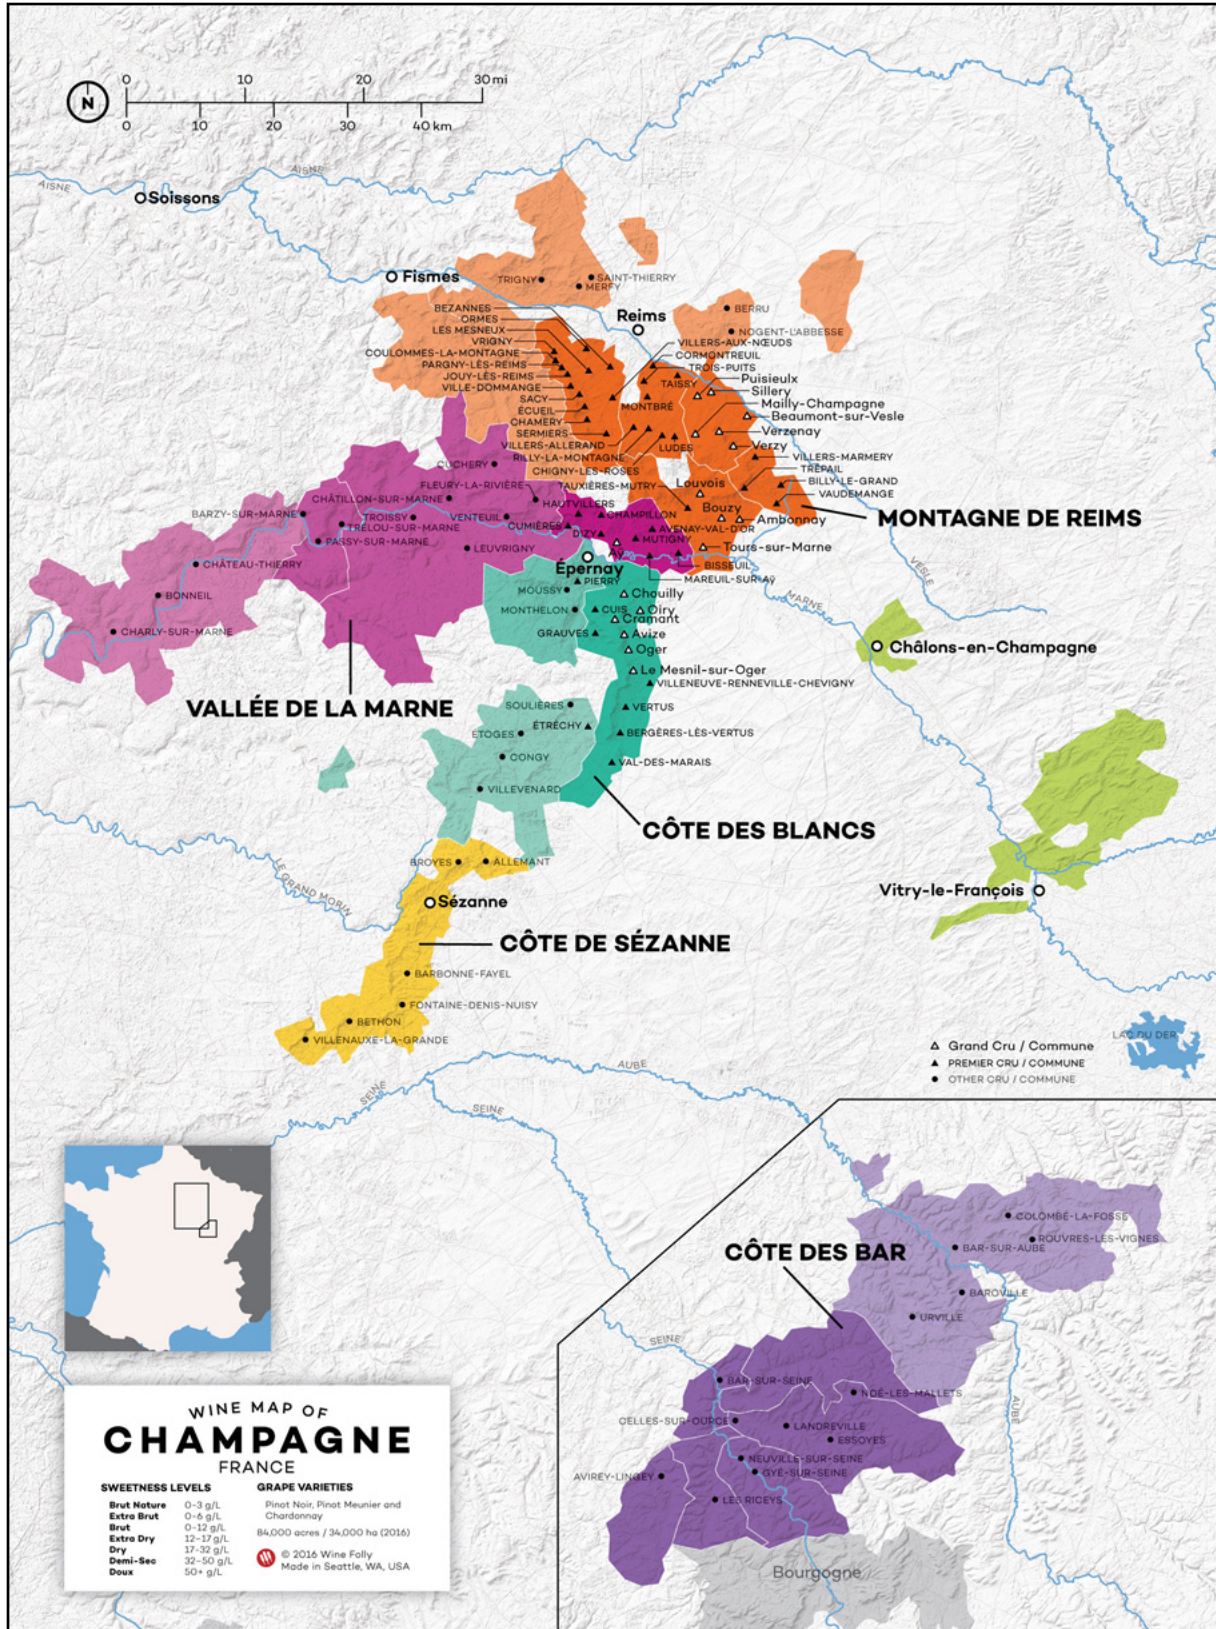 0 10 20 30 mi
N
0 10 20 30 40 km
AISNE
AISNE
Soissons
Fismes
TRIGNY
SAINT-THIERRY
MERFY
BEZANNES
ORMES
LES MESNEUX
VRIGNY
COULOMMES-LA-MONTAGNE
PARGNY-LÈS-REIMS
JOUY-LÈS-REIMS
VILLE-DOMMANGE
SACY
ÉCUEIL
CHAMERY
SERMIERS
VILLERS-ALLERAND
RILLY-LA-MONTAGNE
CHIGNY-LES-ROSES
TAUXIÈRES-MUTRY
Reims
BERRU
NOGENT-L'ABBESSE
VILLERS-AUX-NŒUDS
CORMONTREUIL
TROIS-PUITS
TAISSY
Puisieulx
Sillery
MONTBRÉ
Mailly-Champagne
Beaumont-sur-Vesle
Verzenay
Verzy
LUDES
VILLERS-MARMERY
TRÉPAIL
BILLY-LE-GRAND
VAUDEMANGE
Louvois
Bouzy
Ambonnay
Tours-sur-Marne
MONTAGNE DE REIMS
VESLE
CUCHERY
FLEURY-LA-RIVIÈRE
CHÂTILLON-SUR-MARNE
HAUTVILLERS
CHAMPILLON
BARZY-SUR-MARNE
TROISSY
VENTEUIL
CUMIÈRES
DIZY
AVENAY-VAL-D'OR
MUTIGNY
TRÉLOU-SUR-MARNE
PASSY-SUR-MARNE
LEUVRIGNY
Aÿ
BISSEUIL
MAREUIL-SUR-Aÿ
Épernay
MARNE
CHÂTEAU-THIERRY
BONNEIL
CHARLY-SUR-MARNE
VALLÉE DE LA MARNE
PIERRY
MOUSSY
Chouilly
MONTHELON
CUIS
Oiry
Cramant
GRAUVES
Avize
Oger
Le Mesnil-sur-Oger
VILLENEUVE-RENNEVILLE-CHEVIGNY
Châlons-en-Champagne
SOULIÈRES
VERTUS
ÉTRÉCHY
ETOGES
BERGÈRES-LÈS-VERTUS
CONGY
VAL-DES-MARAIS
VILLEVENARD
CÔTE DES BLANCS
LE GRAND MORIN
BROYES
ALLEMANT
Sézanne
Vitry-le-François
CÔTE DE SÉZANNE
BARBONNE-FAYEL
FONTAINE-DENIS-NUISY
BETHON
VILLENAUXE-LA-GRANDE
LAC DU DER
Grand Cru / Commune
PREMIER CRU / COMMUNE
OTHER CRU / COMMUNE
AUBE
SEINE
SEINE
COLOMBÉ-LA-FOSSE
ROUVRES-LES-VIGNES
BAR-SUR-AUBE
CÔTE DES BAR
BAROVILLE
URVILLE
SEINE
BAR-SUR-SEINE
NOÉ-LES-MALLETS
CELLES-SUR-OURCE
LANDREVILLE
ESSOYES
AUBE
NEUVILLE-SUR-SEINE
GYÉ-SUR-SEINE
AVIREY-LINGEY
LES RICEYS
Bourgogne
WINE MAP OF
CHAMPAGNE
FRANCE
SWEETNESS LEVELS
Brut Nature 0-3 g/L
Extra Brut 0-6 g/L
Brut 0-12 g/L
Extra Dry 12-17 g/L
Dry 17-32 g/L
Demi-Sec 32-50 g/L
Doux 50+ g/L
GRAPE VARIETIES
Pinot Noir, Pinot Meunier and
Chardonnay
84,000 acres / 34,000 ha (2016)
© 2016 Wine Folly
Made in Seattle, WA, USA